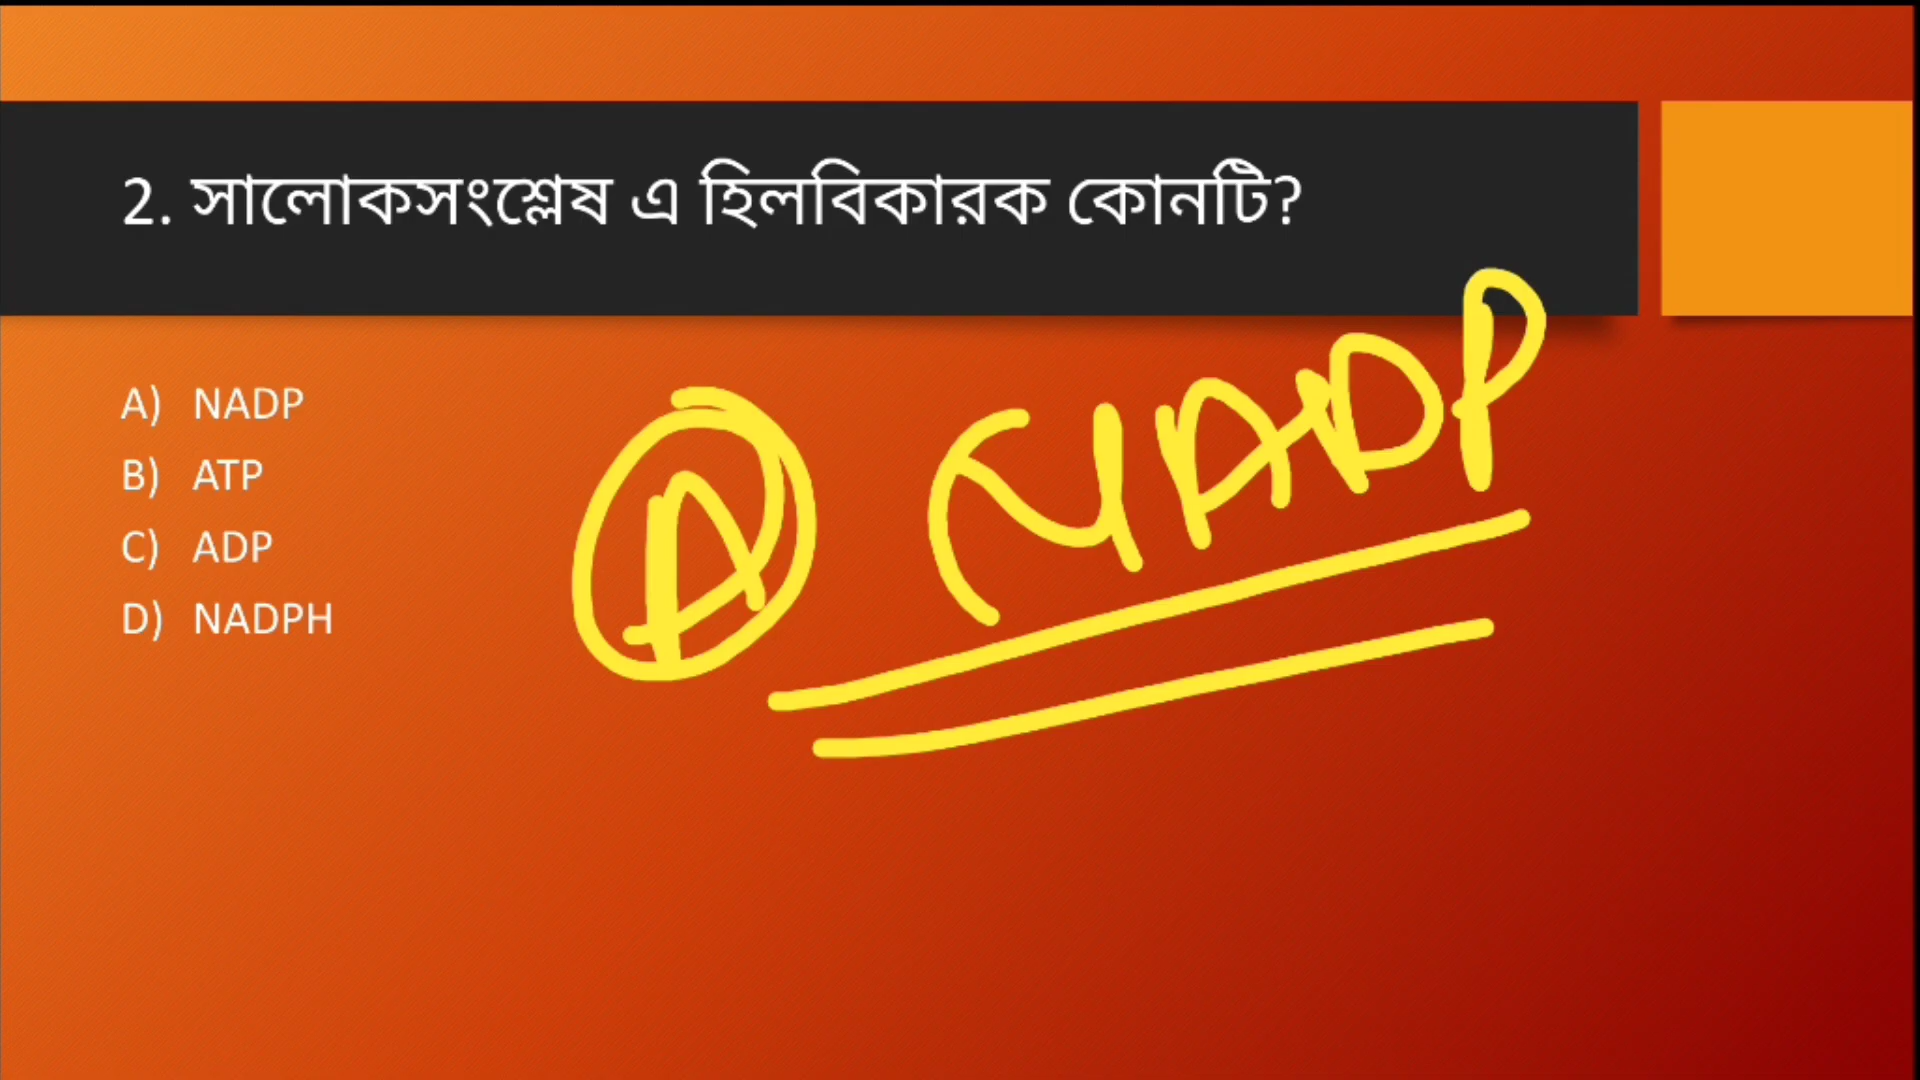 2. সালোকসংশ্লেষ এ হিলবিকারক কোনটি?
A) NADP
B) ATP
C) ADP
D) NADPH
A NADP